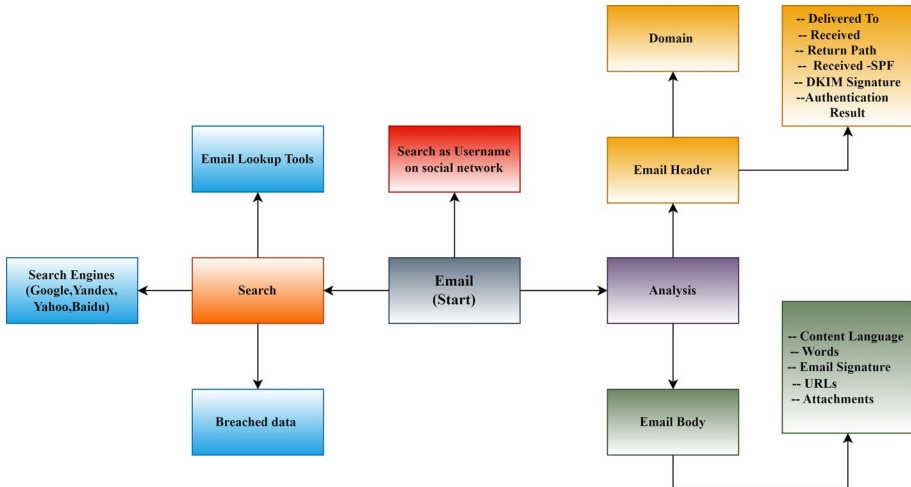 Domain
-- Delivered To
-- Received
-- Return Path
-- Received -SPF
-- DKIM Signature
--Authentication
Result
Email Lookup Tools
Search as Username
on social network
Email Header
Search Engines
(Google,Yandex,
Yahoo,Baidu)
Search
Email
(Start)
Analysis
Breached data
Email Body
-- Content Language
-- Words
-- Email Signature
-- URLs
-- Attachments